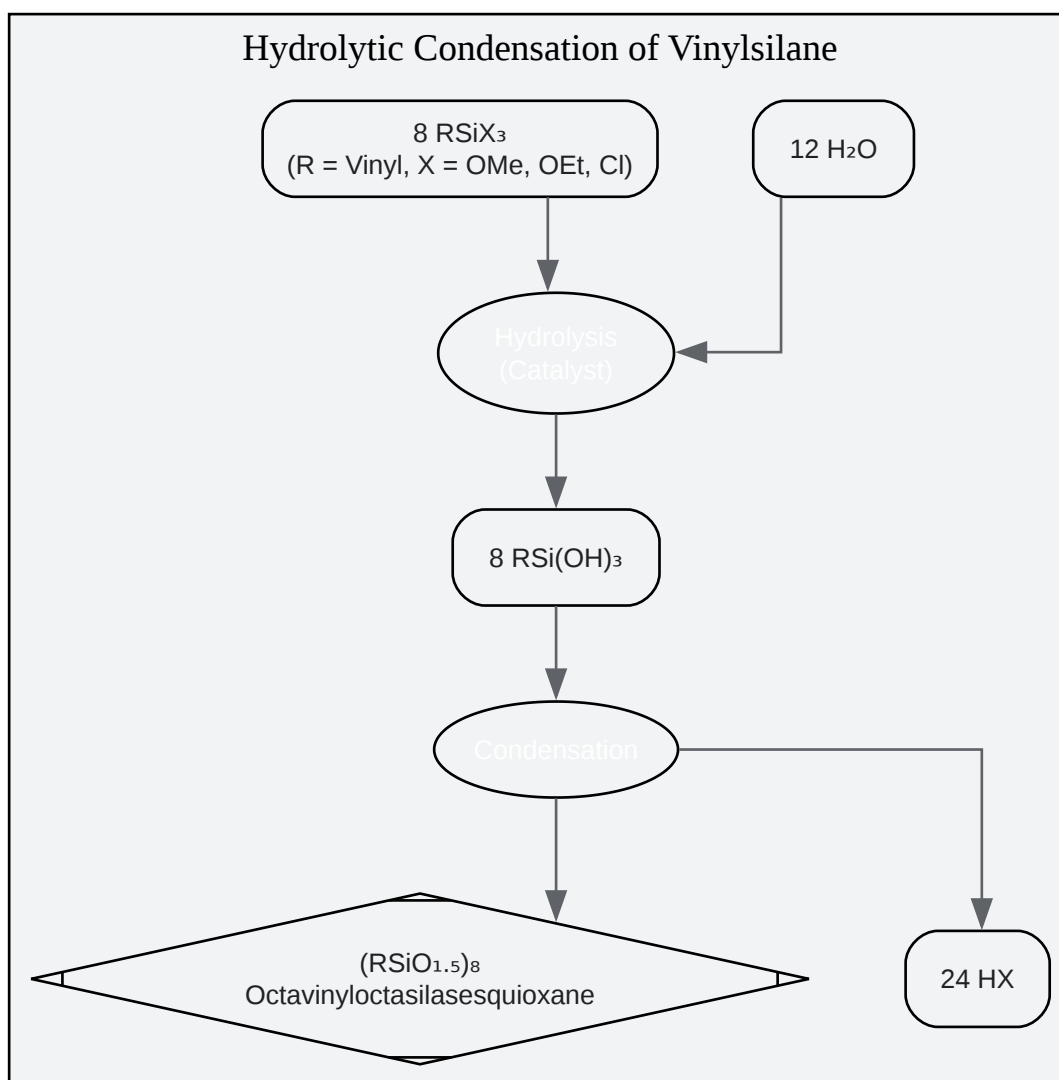 Hydrolytic Condensation of Vinylsilane
8 RSiX₃
(R = Vinyl, X = OMe, OEt, Cl)
12 H₂O
Hydrolysis
(Catalyst)
8 RSi(OH)₃
Condensation
(RSiO₁.₅)₈
Octavinyloctasilasesquioxane
24 HX